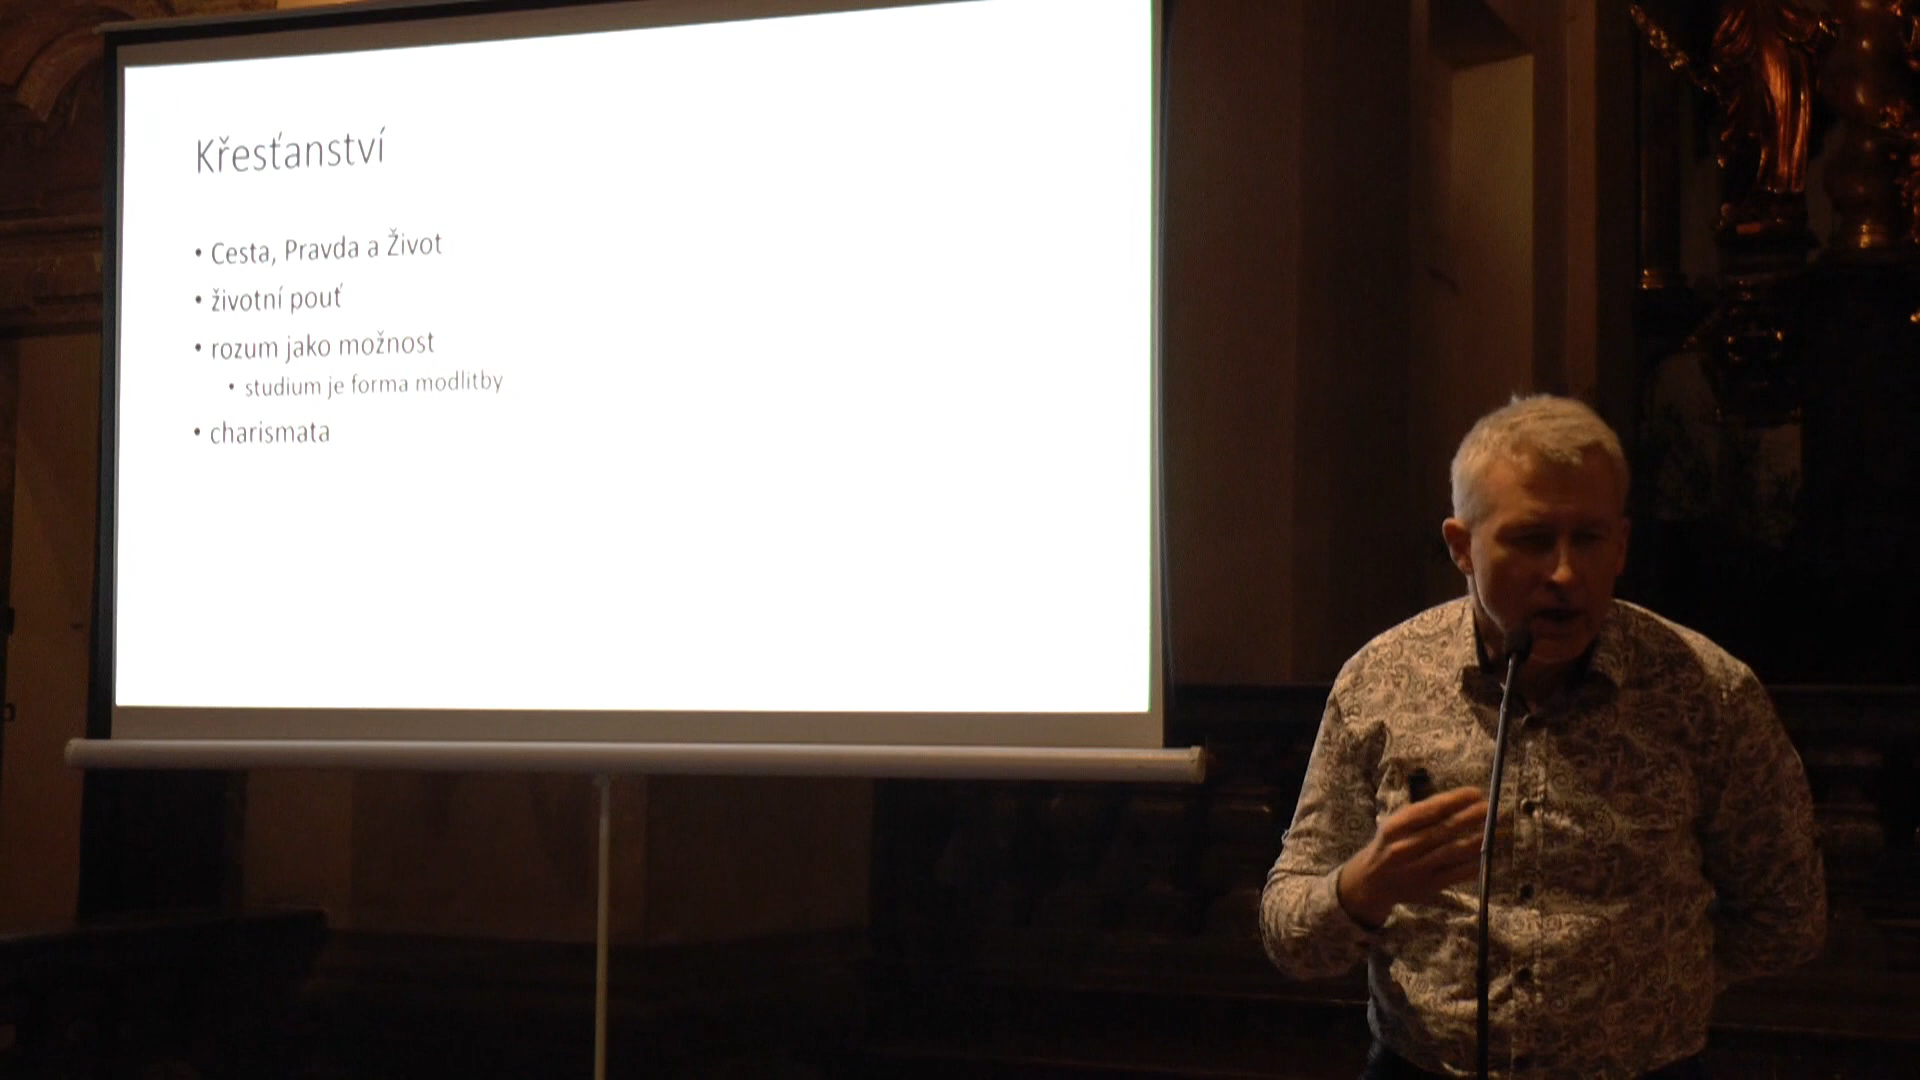 Křesťanství
• Cesta, Pravda a Život
• životní pouť
• rozum jako možnost
• studium je forma modlitby
• charismata